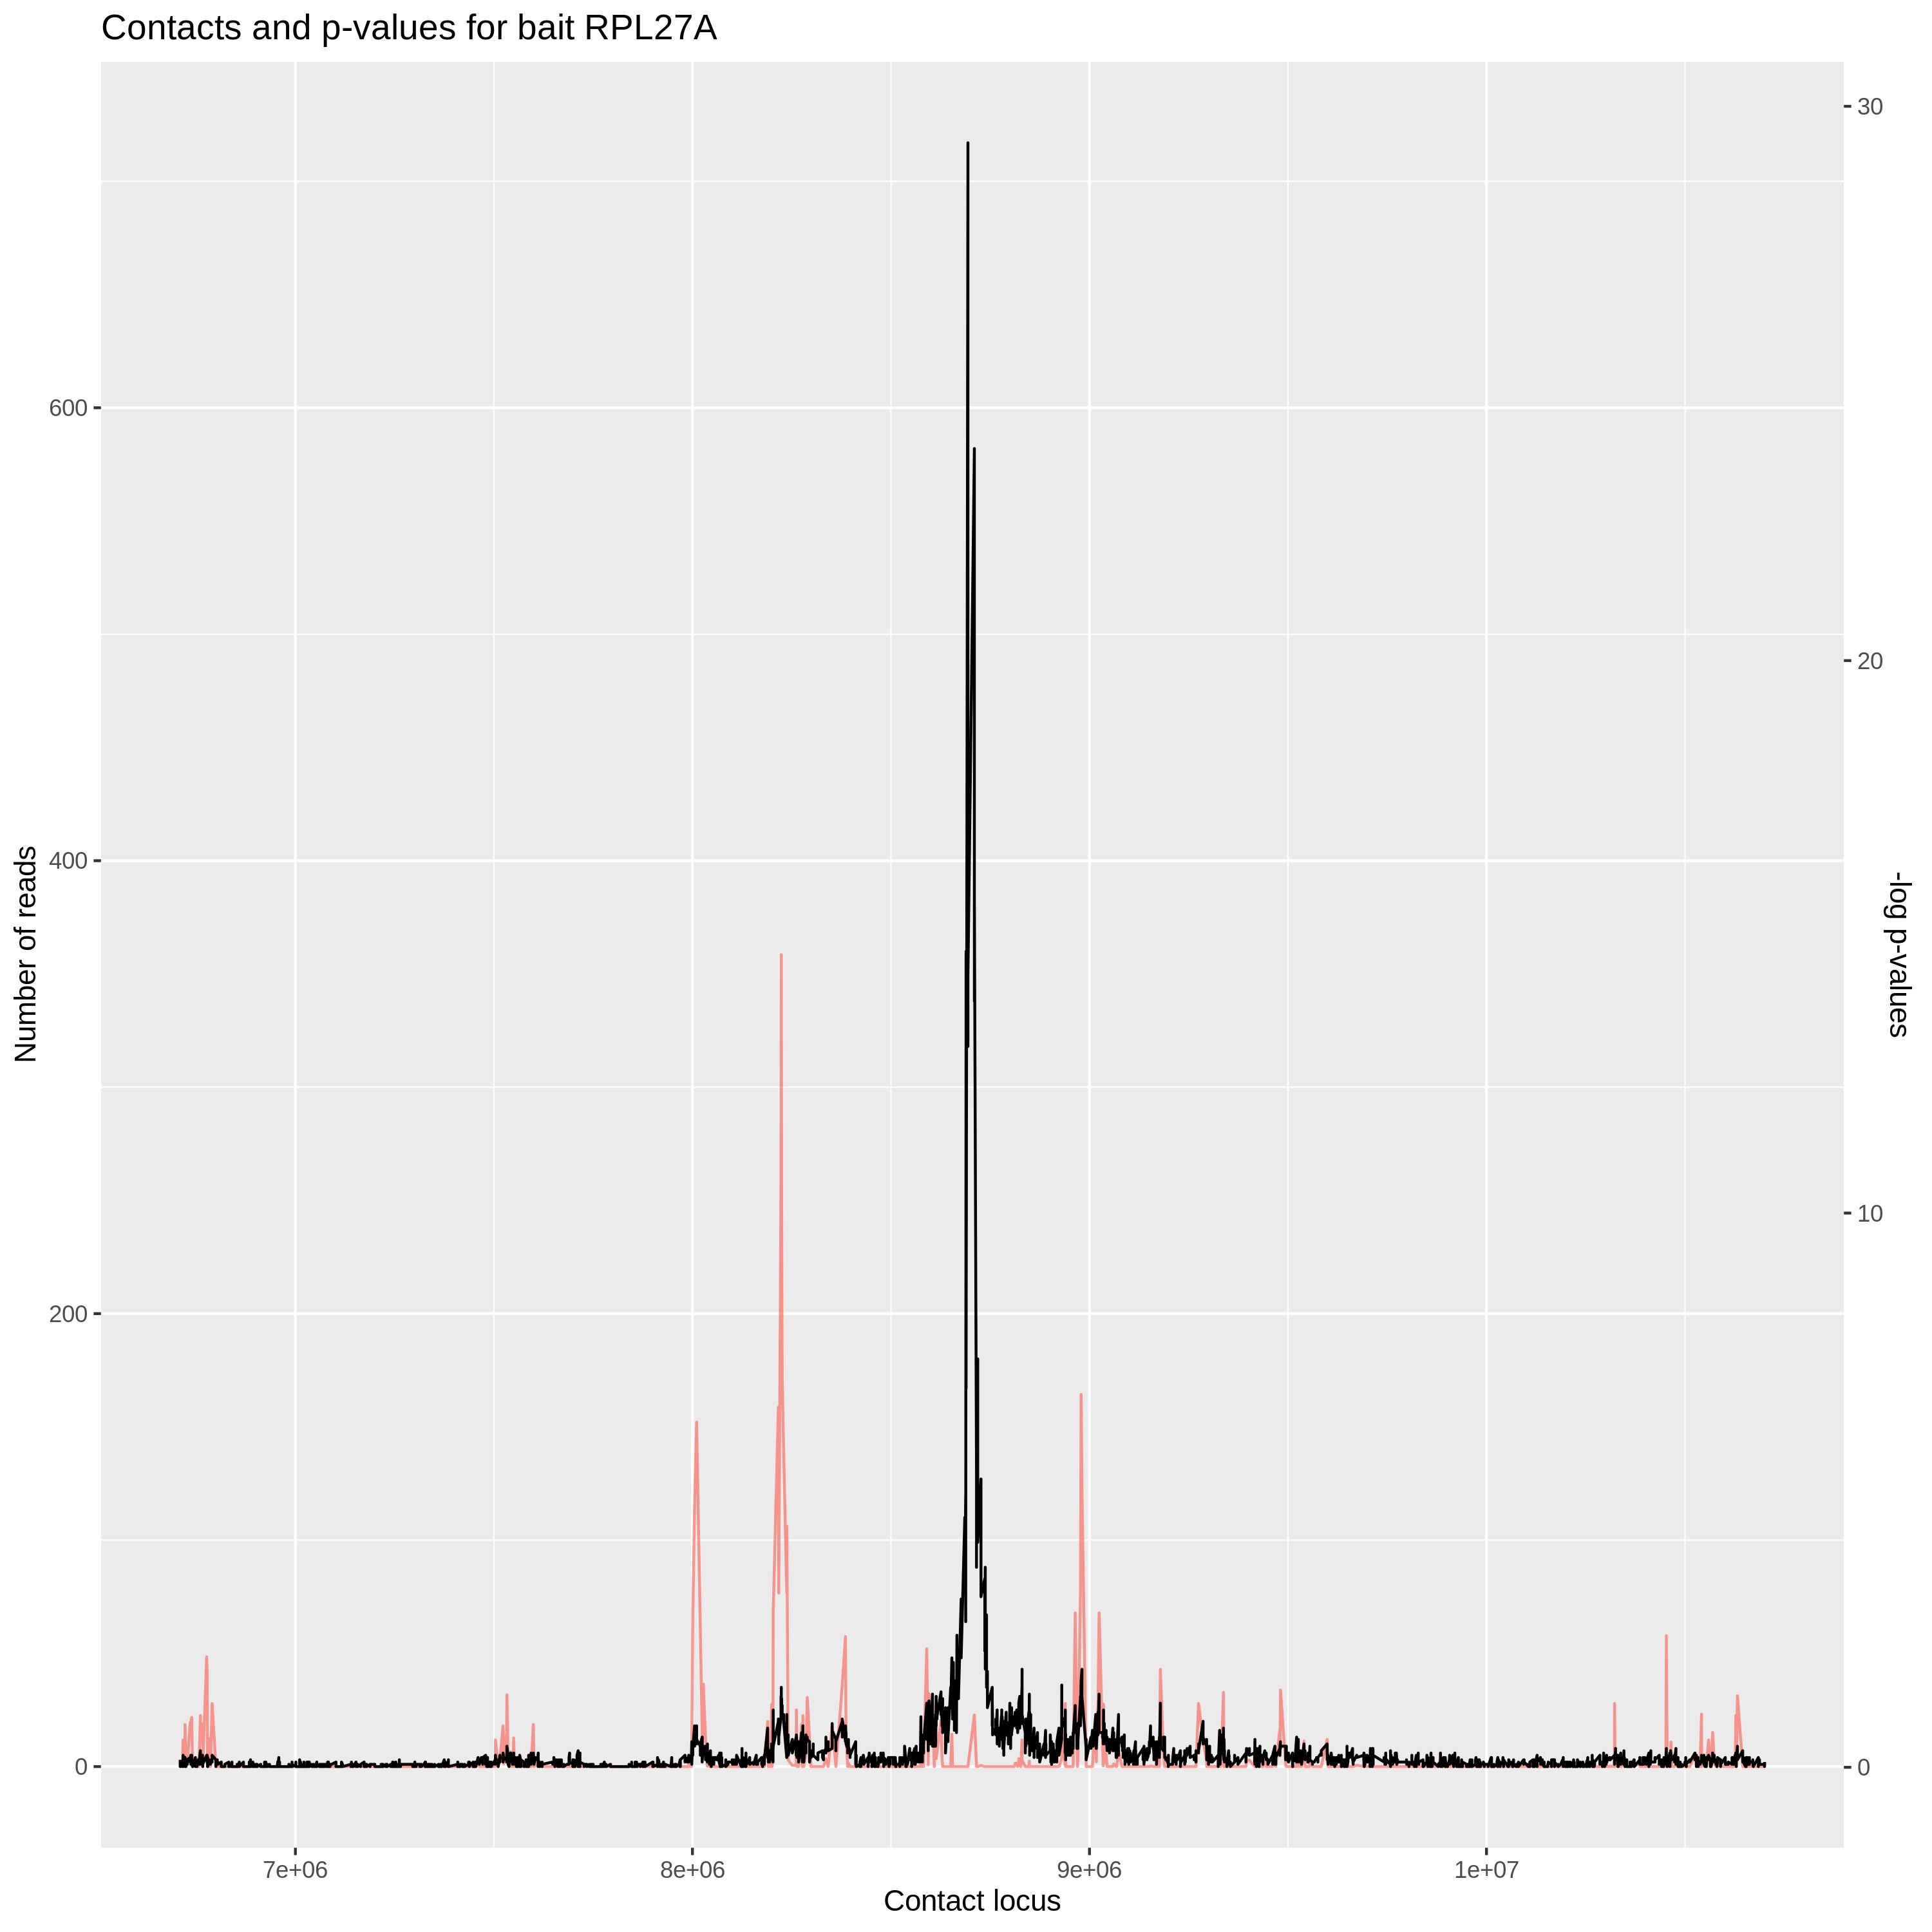 Contacts and p-values for bait RPL27A
30
600
20
400
Number of reads
-log p-values
10
200
0
0
7e+06
8e+06
9e+06
1e+07
Contact locus